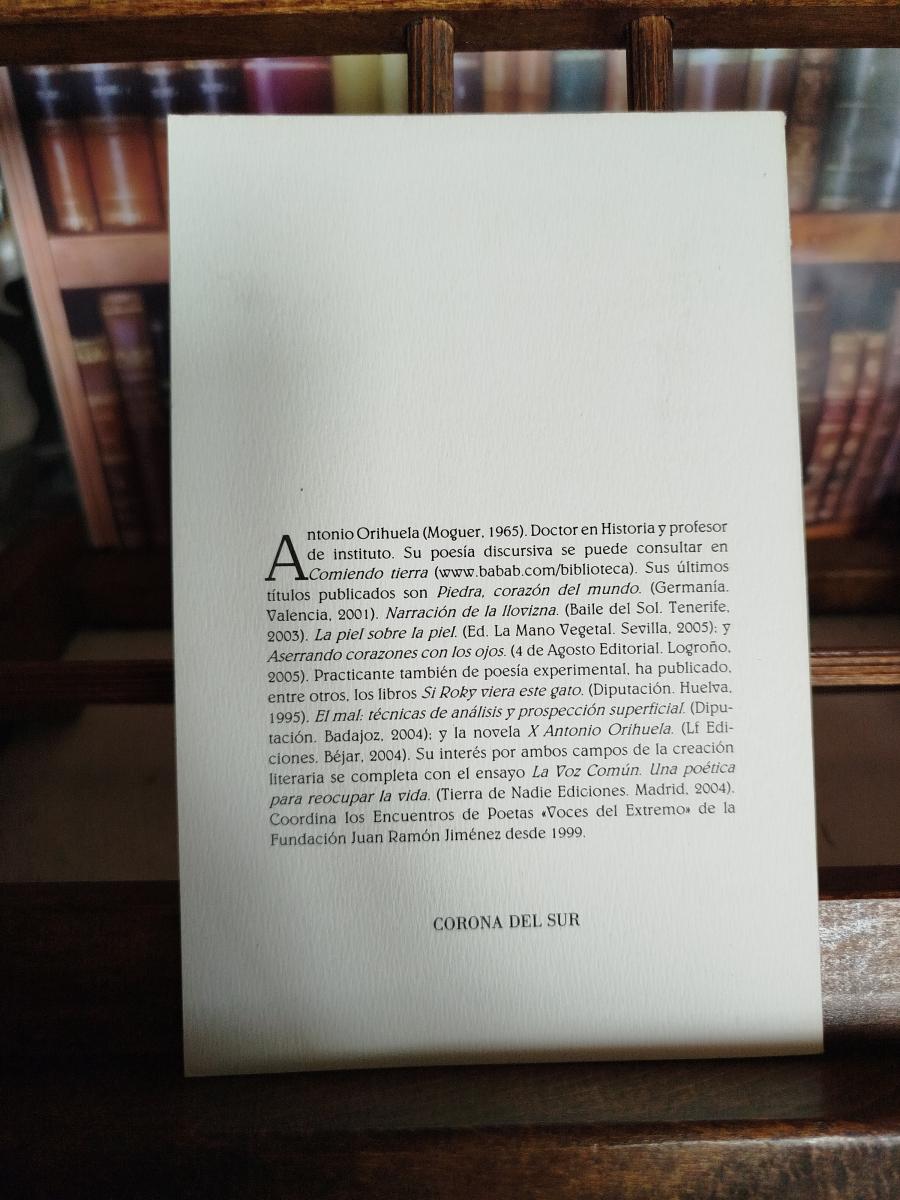 Antonio Orihuela (Moguer, 1965). Doctor en Historia y profesor
de instituto. Su poesía discursiva se puede consultar en
Comiendo tierra (www.babab.com/biblioteca). Sus últimos
títulos publicados son Piedra, corazón del mundo. (Germanía.
Valencia, 2001). Narración de la llovizna. (Baile del Sol. Tenerife,
2003). La piel sobre la piel. (Ed. La Mano Vegetal. Sevilla, 2005); y
Aserrando corazones con los ojos. (4 de Agosto Editorial. Logroño,
2005). Practicante también de poesía experimental, ha publicado,
entre otros, los libros Si Roky viera este gato. (Diputación. Huelva,
1995). El mal: técnicas de análisis y prospección superficial. (Dipu-
tación. Badajoz, 2004); y la novela X Antonio Orihuela. (Lf Edi-
ciones. Béjar, 2004). Su interés por ambos campos de la creación
literaria se completa con el ensayo La Voz Común. Una poética
para reocupar la vida. (Tierra de Nadie Ediciones. Madrid, 2004).
Coordina los Encuentros de Poetas «Voces del Extremo» de la
Fundación Juan Ramón Jiménez desde 1999.
CORONA DEL SUR